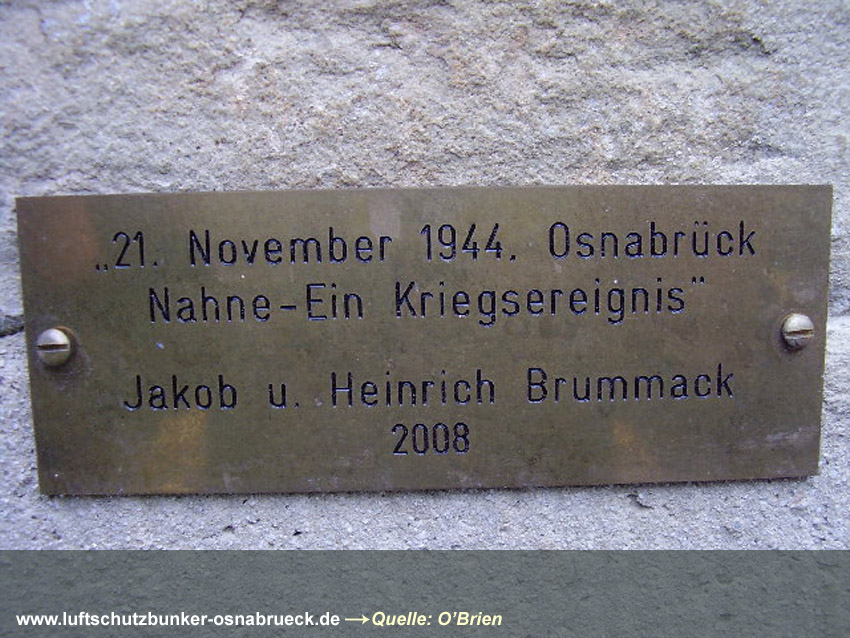 „21. November 1944. Osnabrück
Nahne-Ein Kriegsereignis"
Jakob u. Heinrich Brummack
2008
www.luftschutzbunker-osnabrueck.de →Quelle: O'Brien